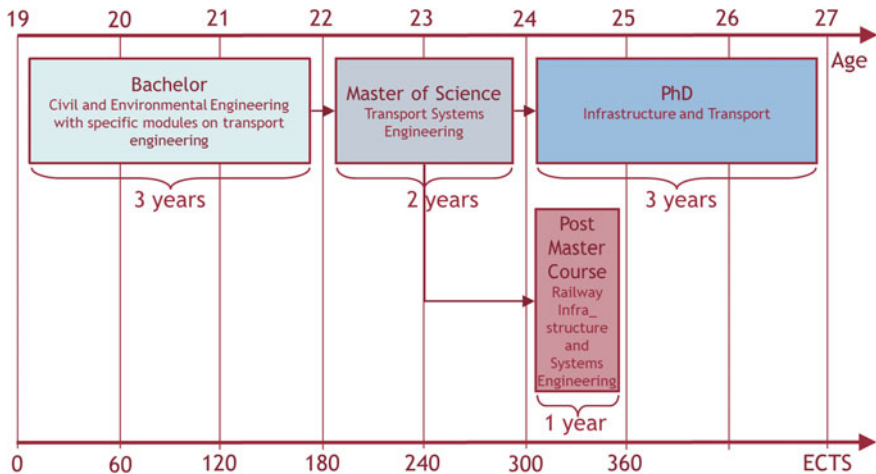 19 20 21 22 23 24 25 26 27
Age
Bachelor
Civil and Environmental Engineering
with specific modules on transport
engineering
Master of Science
Transport Systems
Engineering
PhD
Infrastructure and Transport
3 years
2 years
3 years
Post
Master
Course
Railway
Infra_
structure
and
Systems
Engineering
1 year
0 60 120 180 240 300 360 ECTS